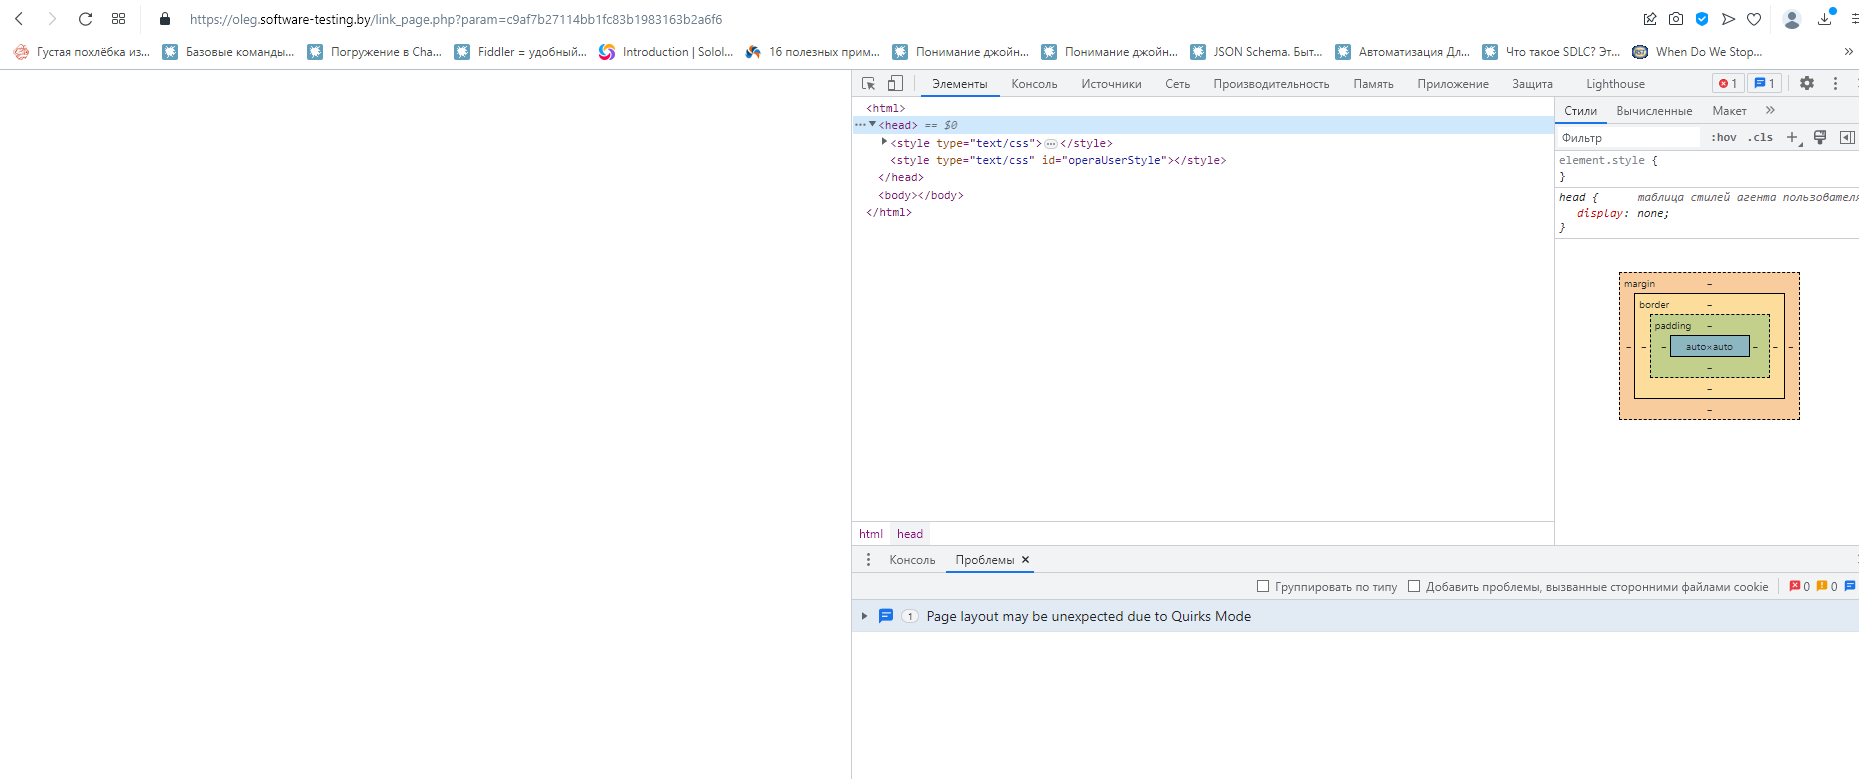 https://oleg.software-testing.by/link_page.php?param=c9af7b27114bb1fc83b1983163b2a6f6
Густая похлёбка из... Базовые команды... Погружение в Cha... Fiddler = удобный... Introduction | Solol... 16 полезных прим... Понимание джойн... Понимание джойн... JSON Schema. Быт... Автоматизация Дл... Что такое SDLC? Эт... When Do We Stop... »
Элементы Консоль Источники Сеть Производительность Память Приложение Защита Lighthouse 1 1
<html>
<head> == $0
<style type="text/css">…</style>
<style type="text/css" id="operaUserStyle"></style>
</head>
<body></body>
</html>
html head
Стили Вычисленные Макет »
Фильтр :hov .cls +
element.style {
}
head { таблица стилей агента пользователя
display: none;
}
margin –
border –
padding –
– – – auto×auto – – –
–
–
–
Консоль Проблемы ×
Группировать по типу Добавить проблемы, вызванные сторонними файлами cookie 0 0
1 Page layout may be unexpected due to Quirks Mode